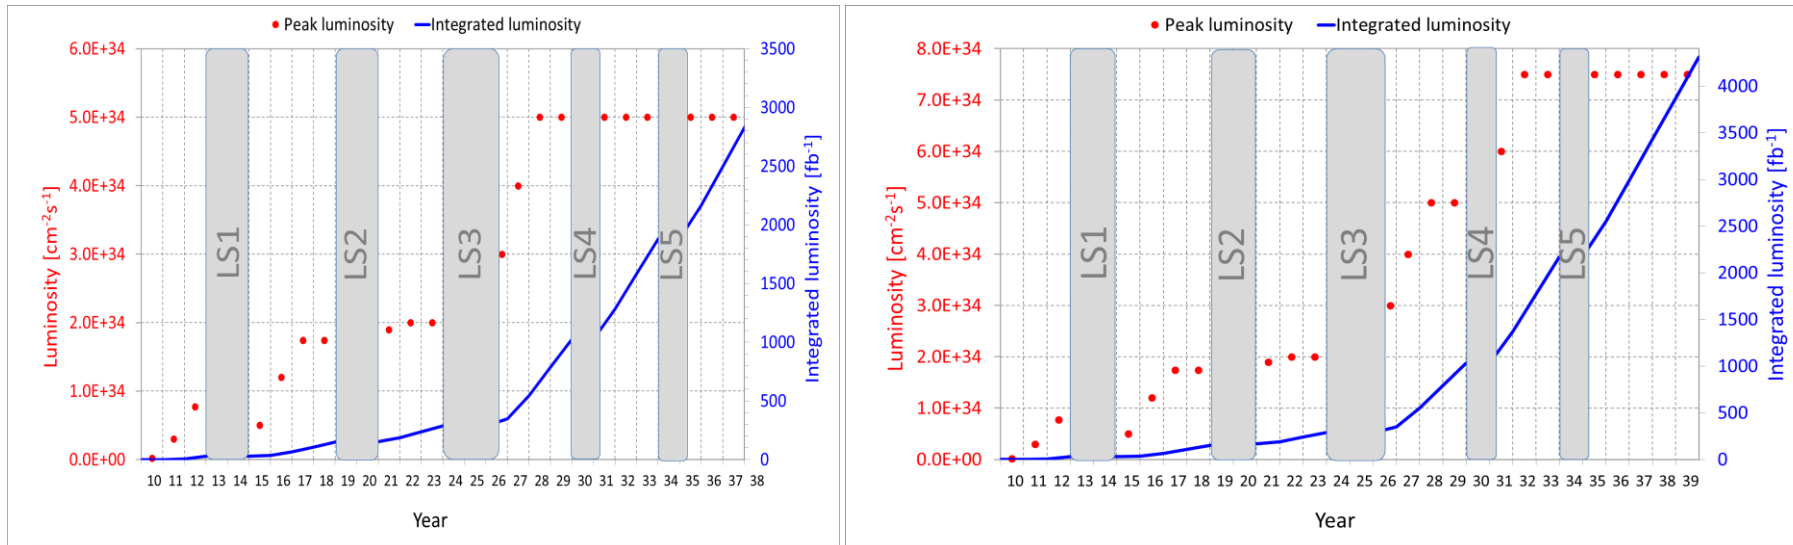 Peak luminosity Integrated luminosity
6.0E+34
5.0E+34
4.0E+34
3.0E+34
2.0E+34
1.0E+34
0.0E+00
Luminosity [cm⁻²s⁻¹]
LS1 LS2 LS3 LS4 LS5
3500
3000
2500
2000
1500
1000
500
0
Integrated luminosity [fb⁻¹]
10 11 12 13 14 15 16 17 18 19 20 21 22 23 24 25 26 27 28 29 30 31 32 33 34 35 36 37 38
Year
Peak luminosity Integrated luminosity
8.0E+34
7.0E+34
6.0E+34
5.0E+34
4.0E+34
3.0E+34
2.0E+34
1.0E+34
0.0E+00
Luminosity [cm⁻²s⁻¹]
LS1 LS2 LS3 LS4 LS5
4000
3500
3000
2500
2000
1500
1000
500
0
Integrated luminosity [fb⁻¹]
10 11 12 13 14 15 16 17 18 19 20 21 22 23 24 25 26 27 28 29 30 31 32 33 34 35 36 37 38 39
Year